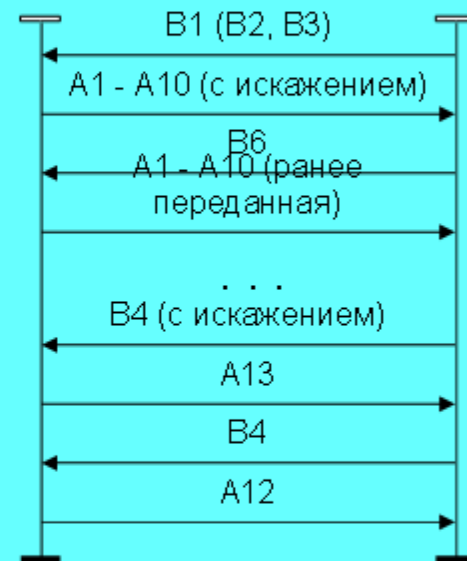 B1 (B2, B3)
A1 - A10 (с искажением)
B6
A1 - A10 (ранее
переданная)
. . .
B4 (с искажением)
A13
B4
A12